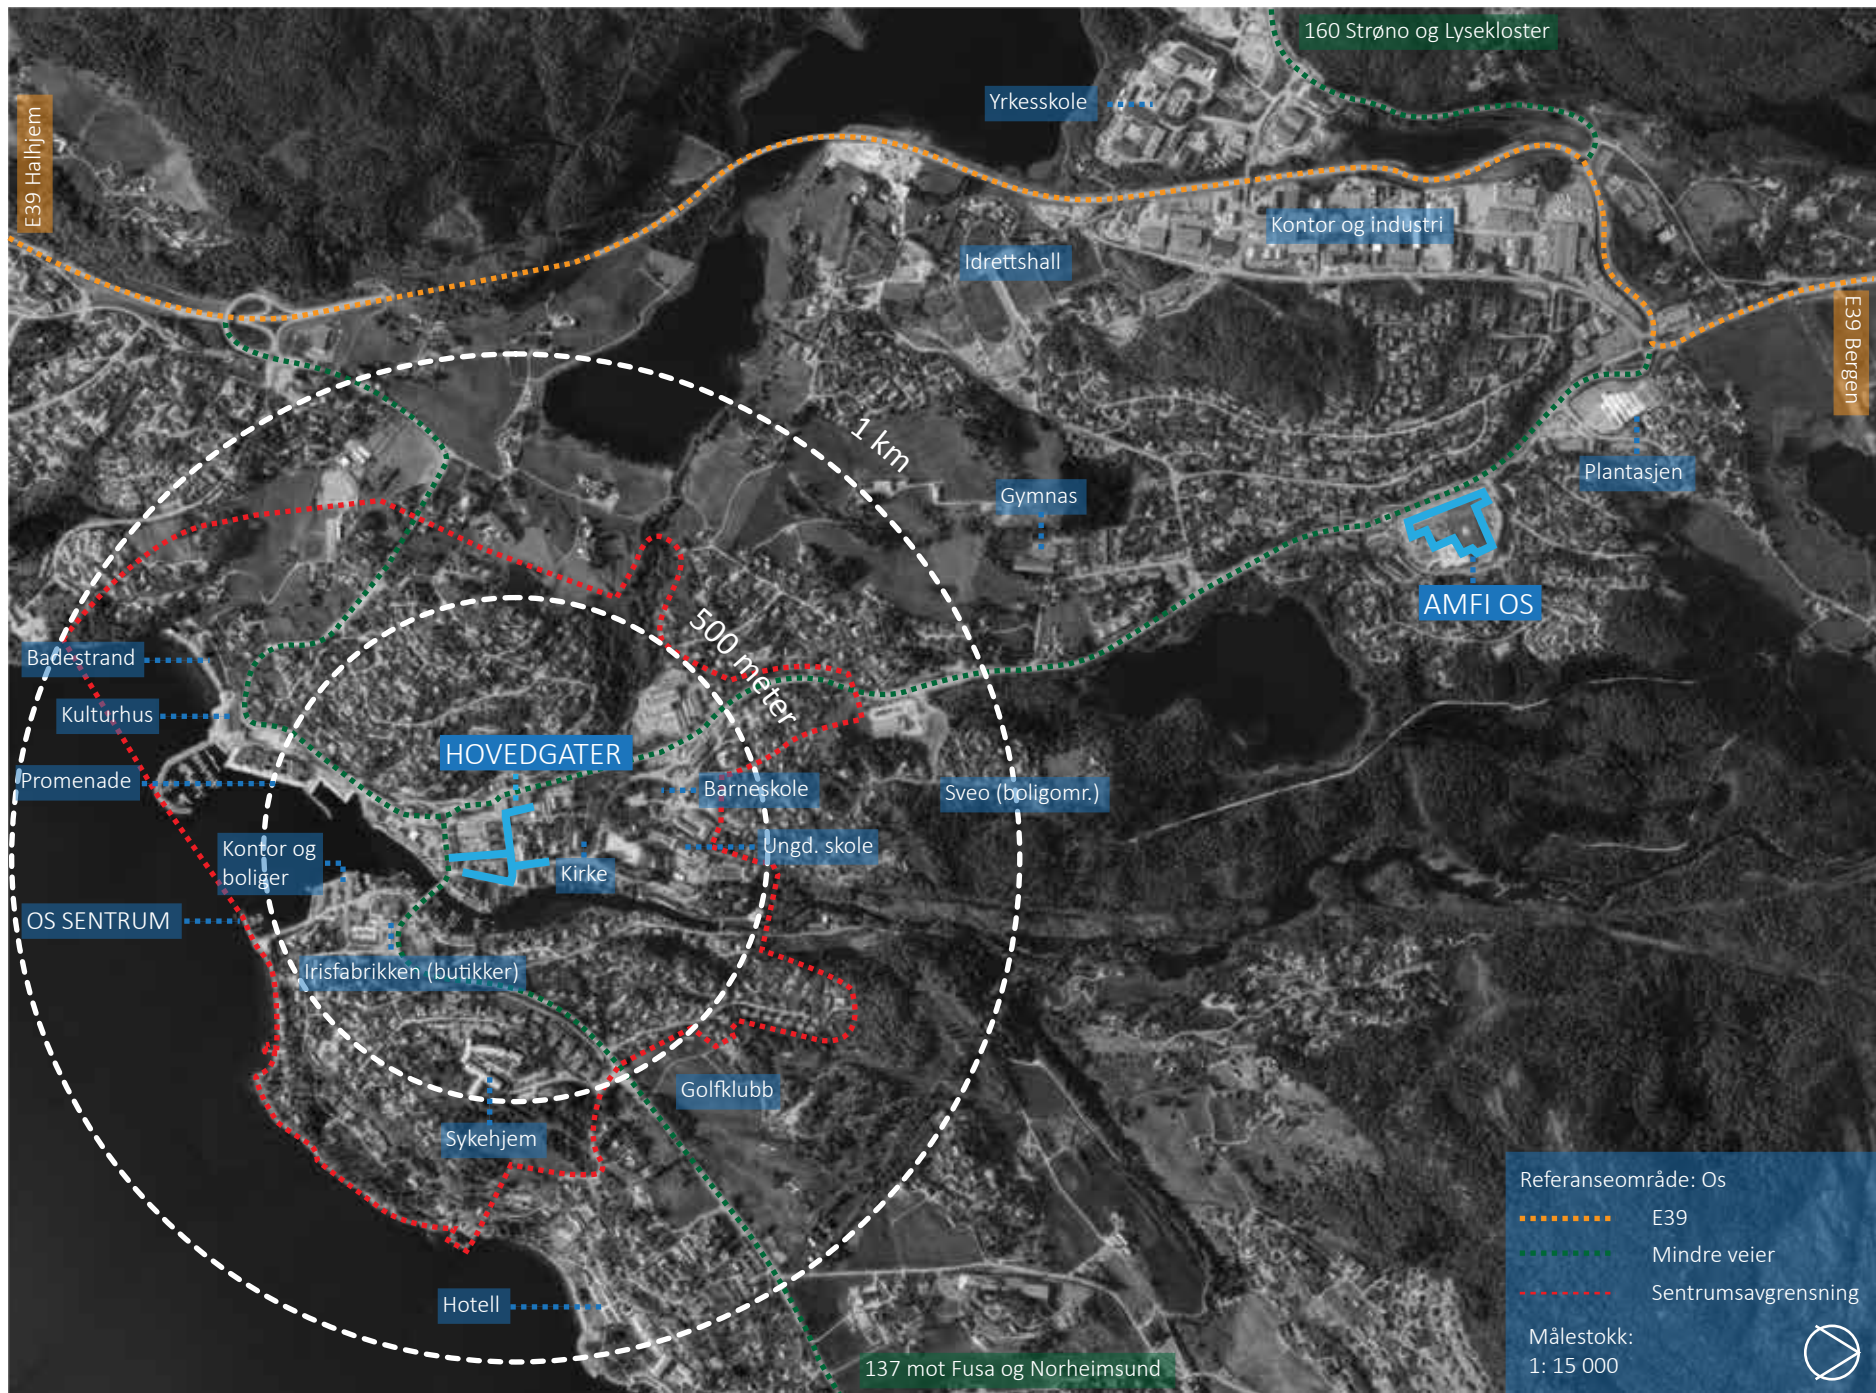 160 Strøno og Lysekloster
Yrkesskole
E39 Halhjem
Kontor og industri
Idrettshall
E39 Bergen
1 km
Plantasjen
Gymnas
AMFI OS
500 meter
Badestrand
Kulturhus
HOVEDGATER
Promenade
Barneskole
Sveo (boligomr.)
Kontor og
boliger
Ungd. skole
Kirke
OS SENTRUM
Irisfabrikken (butikker)
Golfklubb
Sykehjem
Hotell
137 mot Fusa og Norheimsund
Referanseområde: Os
E39
Mindre veier
Sentrumsavgrensning
Målestokk:
1: 15 000